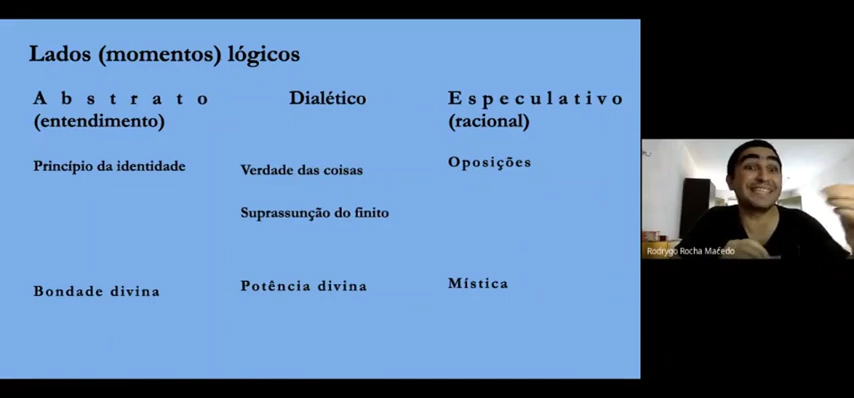 Lados (momentos) lógicos
Abstrato
(entendimento)
Dialético
Especulativo
(racional)
Princípio da identidade
Verdade das coisas
Suprassunção do finito
Oposições
Bondade divina
Potência divina
Mística
Rodrygo Rocha Macedo